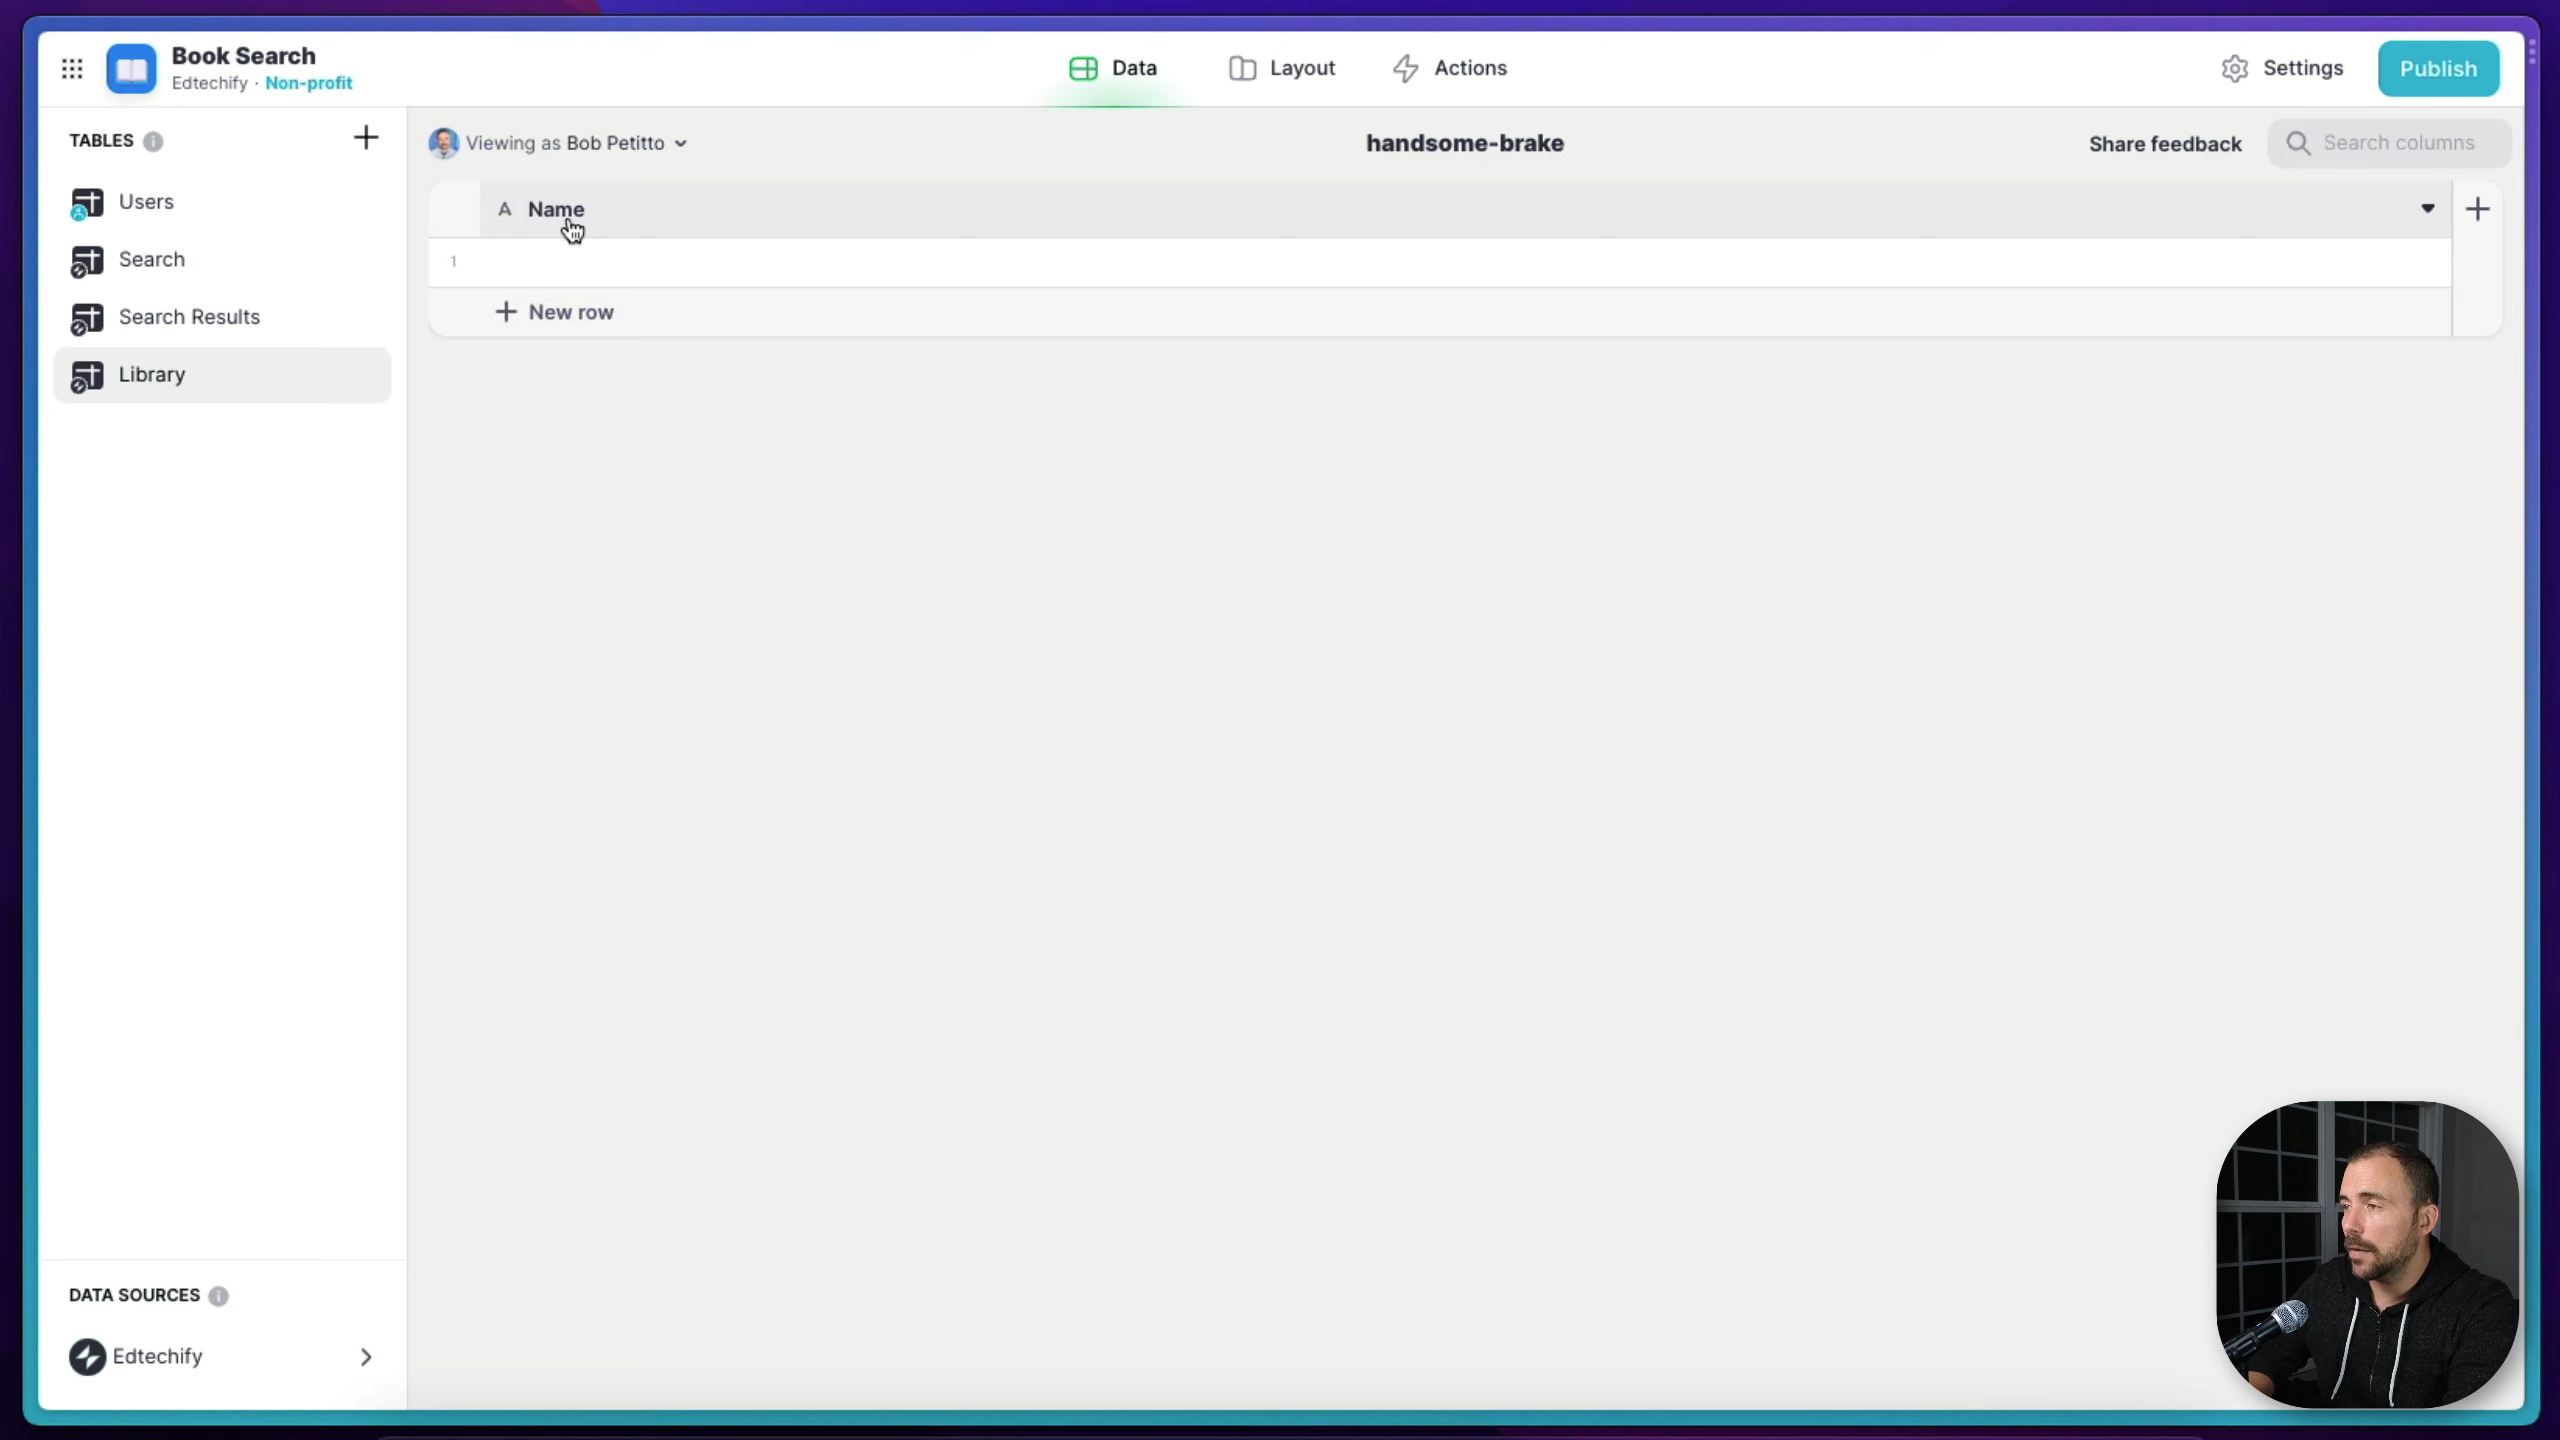 Book Search
Edtechify · Non-profit
Data
Layout
Actions
Settings
Publish
TABLES
Users
Search
Search Results
Library
Viewing as Bob Petitto
handsome-brake
Share feedback
Search columns
A Name
1
New row
DATA SOURCES
Edtechify